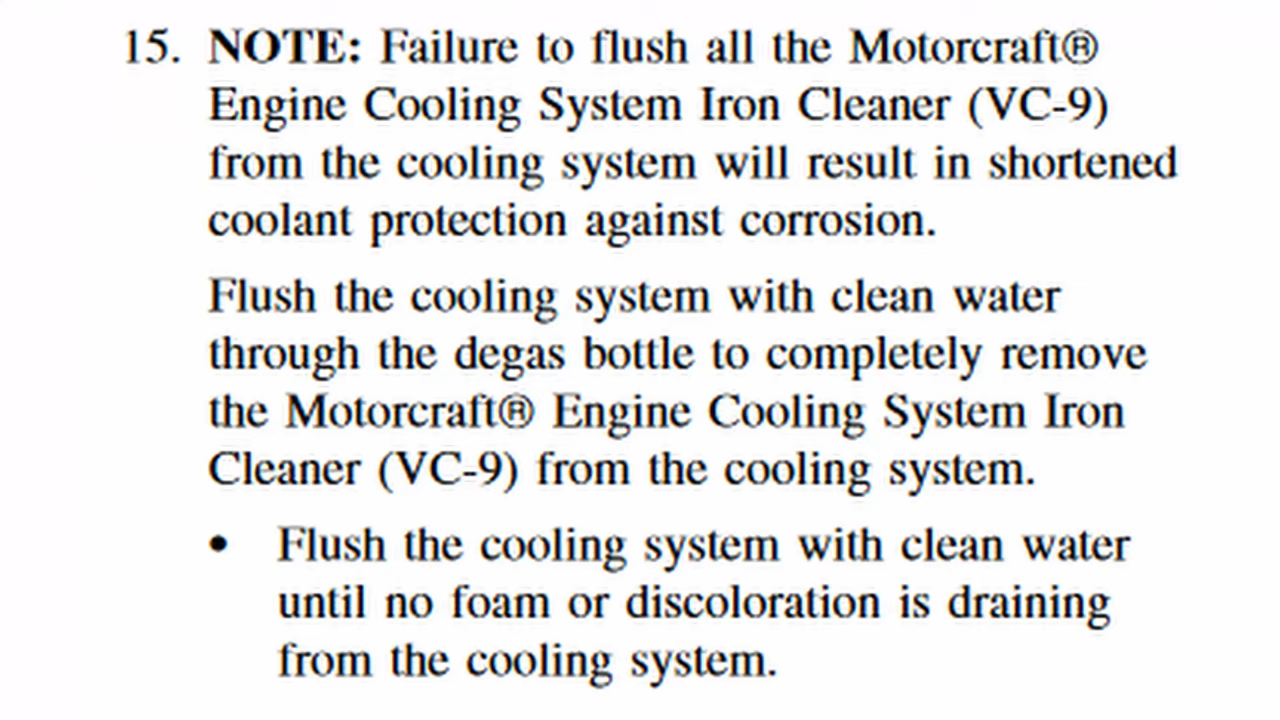 15. NOTE: Failure to flush all the Motorcraft®
Engine Cooling System Iron Cleaner (VC-9)
from the cooling system will result in shortened
coolant protection against corrosion.
Flush the cooling system with clean water
through the degas bottle to completely remove
the Motorcraft® Engine Cooling System Iron
Cleaner (VC-9) from the cooling system.
• Flush the cooling system with clean water
until no foam or discoloration is draining
from the cooling system.